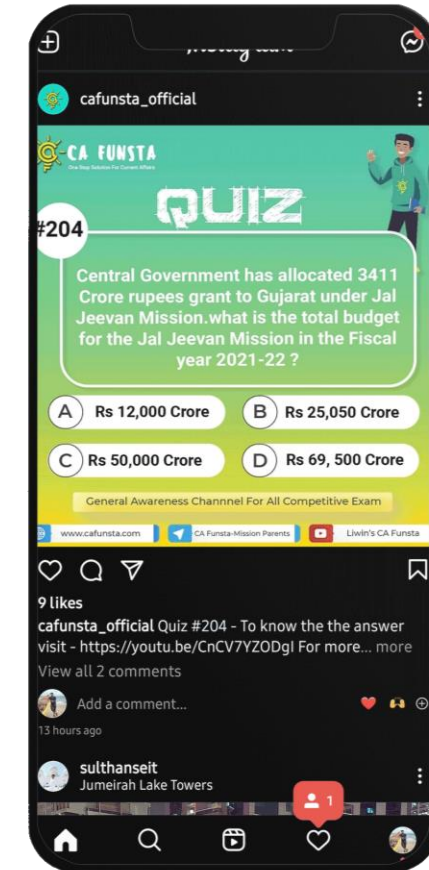 cafunsta_official
CA FUNSTA
One Stop Solution For Current Affairs
QUIZ
#204
Central Government has allocated 3411
Crore rupees grant to Gujarat under Jal
Jeevan Mission.what is the total budget
for the Jal Jeevan Mission in the Fiscal
year 2021-22 ?
A Rs 12,000 Crore
B Rs 25,050 Crore
C Rs 50,000 Crore
D Rs 69, 500 Crore
General Awareness Channnel For All Competitive Exam
www.cafunsta.com CA Funsta-Mission Parents Liwin's CA Funsta
9 likes
cafunsta_official Quiz #204 - To know the the answer
visit - https://youtu.be/CnCV7YZODgI For more... more
View all 2 comments
Add a comment...
13 hours ago
sulthanseit
Jumeirah Lake Towers
1